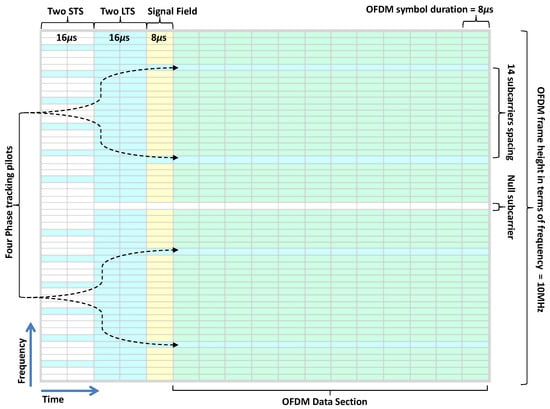 Two STS
Two LTS
Signal Field
OFDM symbol duration = 8µs
16µs
16µs
8µs
Four Phase tracking pilots
14 subcarriers spacing
Null subcarrier
OFDM frame height in terms of frequency = 10MHz
Frequency
Time
OFDM Data Section